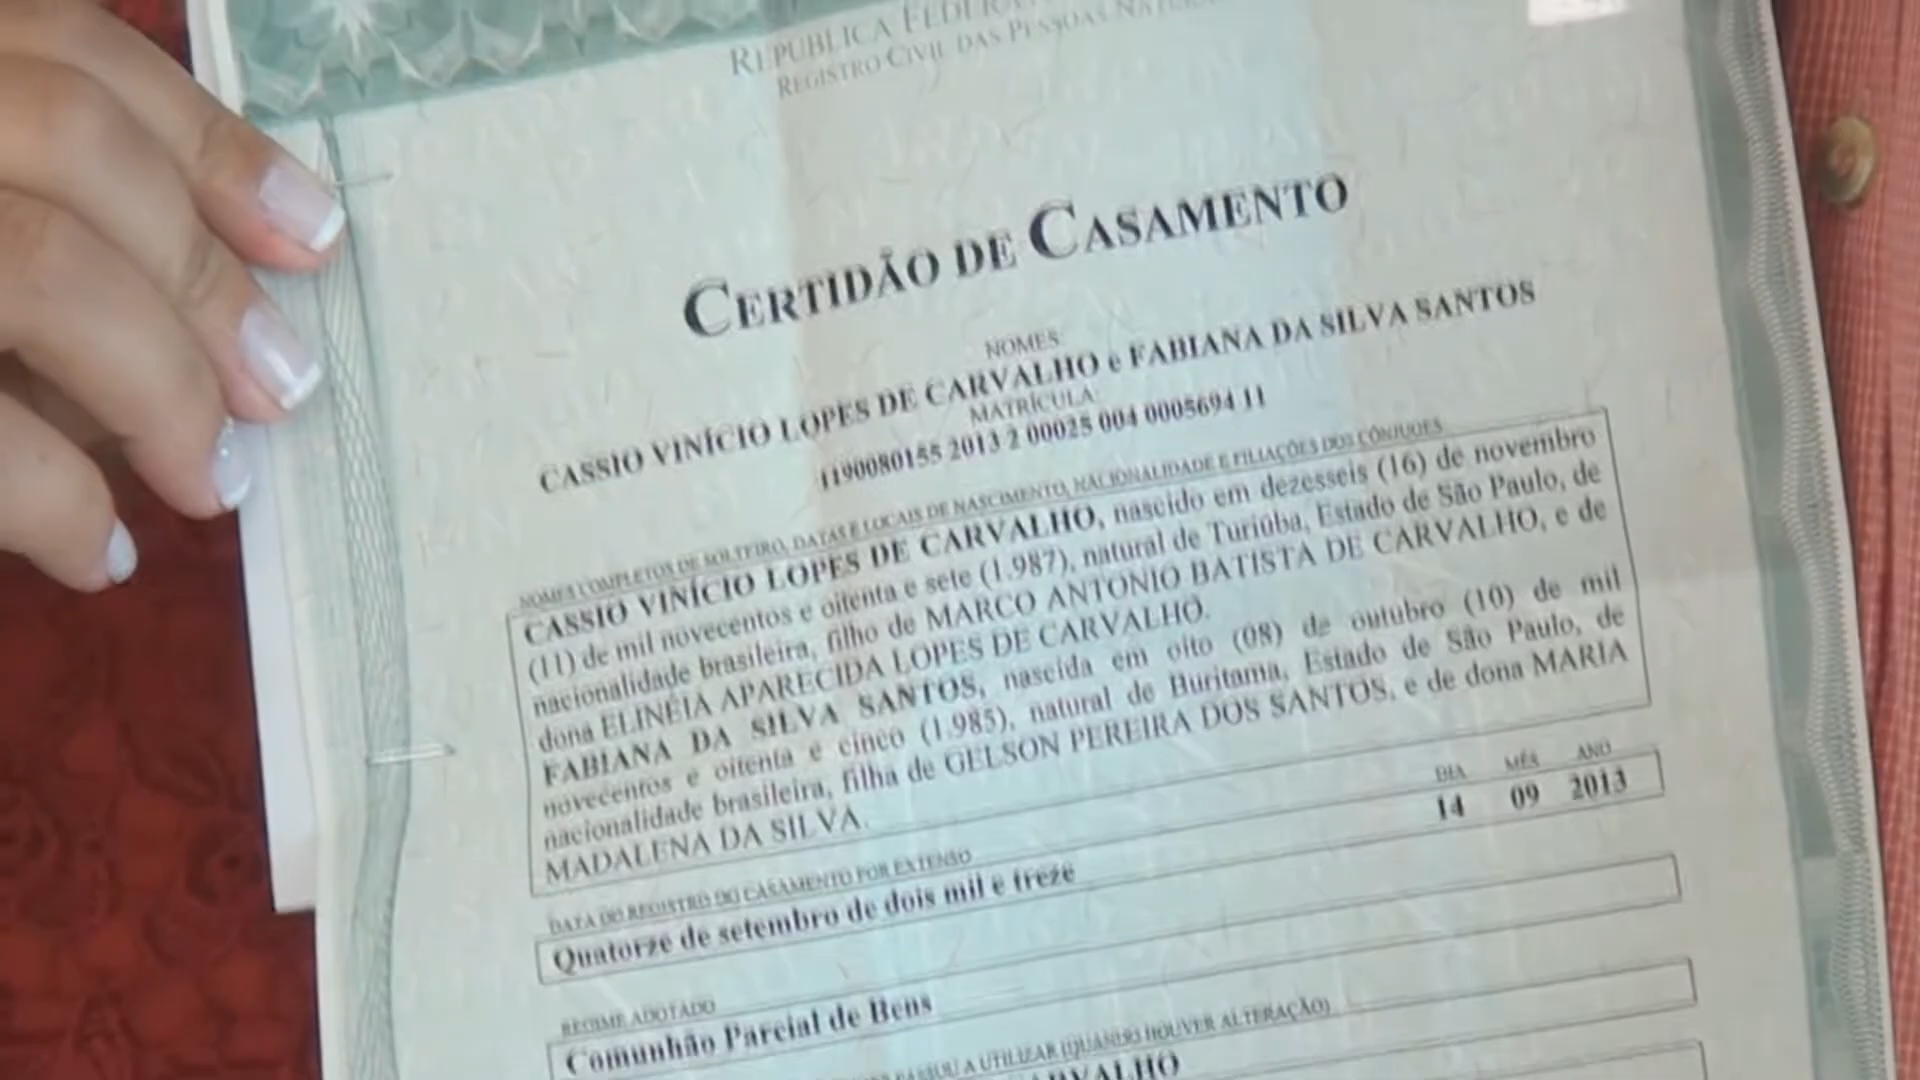 REPÚBLICA
REGISTRO CIVIL DAS PESSOAS
CERTIDÃO DE CASAMENTO
NOMES:
CASSIO VINÍCIO LOPES DE CARVALHO e FABIANA DA SILVA SANTOS
MATRÍCULA:
1190080155 2013 2 00025 004 0005694 11
NOMES COMPLETOS DE SOLTEIRO, DATAS E LOCAIS DE NASCIMENTO, NACIONALIDADE E FILIAÇÕES DOS CÔNJUGES
CASSIO VINÍCIO LOPES DE CARVALHO, nascido em dezesseis (16) de novembro
(11) de mil novecentos e oitenta e sete (1.987), natural de Turiúba, Estado de São Paulo, de
nacionalidade brasileira, filho de MARCO ANTONIO BATISTA DE CARVALHO, e de
dona ELINÉIA APARECIDA LOPES DE CARVALHO.
FABIANA DA SILVA SANTOS, nascida em oito (08) de outubro (10) de mil
novecentos e oitenta e cinco (1.985), natural de Buritama, Estado de São Paulo, de
nacionalidade brasileira, filha de GELSON PEREIRA DOS SANTOS, e de dona MARIA
MADALENA DA SILVA.
DATA DO REGISTRO DO CASAMENTO POR EXTENSO
DIA MÊS ANO
Quatorze de setembro de dois mil e treze
14 09 2013
REGIME ADOTADO
Comunhão Parcial de Bens
PASSOU A UTILIZAR (QUANDO HOUVER ALTERAÇÃO)